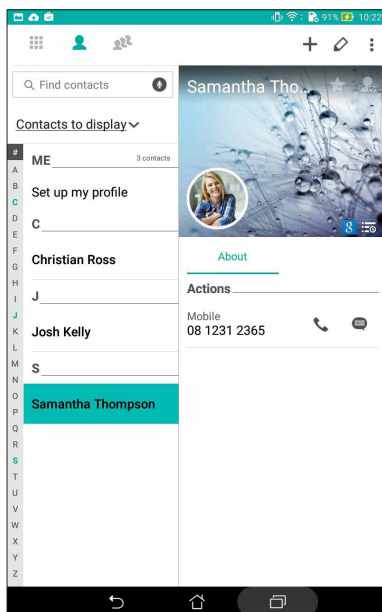 91% 10:22
Find contacts
Samantha Tho...
Contacts to display
#
A
B
C
D
E
F
G
H
I
J
K
L
M
N
O
P
Q
R
S
T
U
V
W
X
Y
Z
ME 3 contacts
Set up my profile
C
Christian Ross
J
Josh Kelly
S
Samantha Thompson
8
About
Actions
Mobile
08 1231 2365